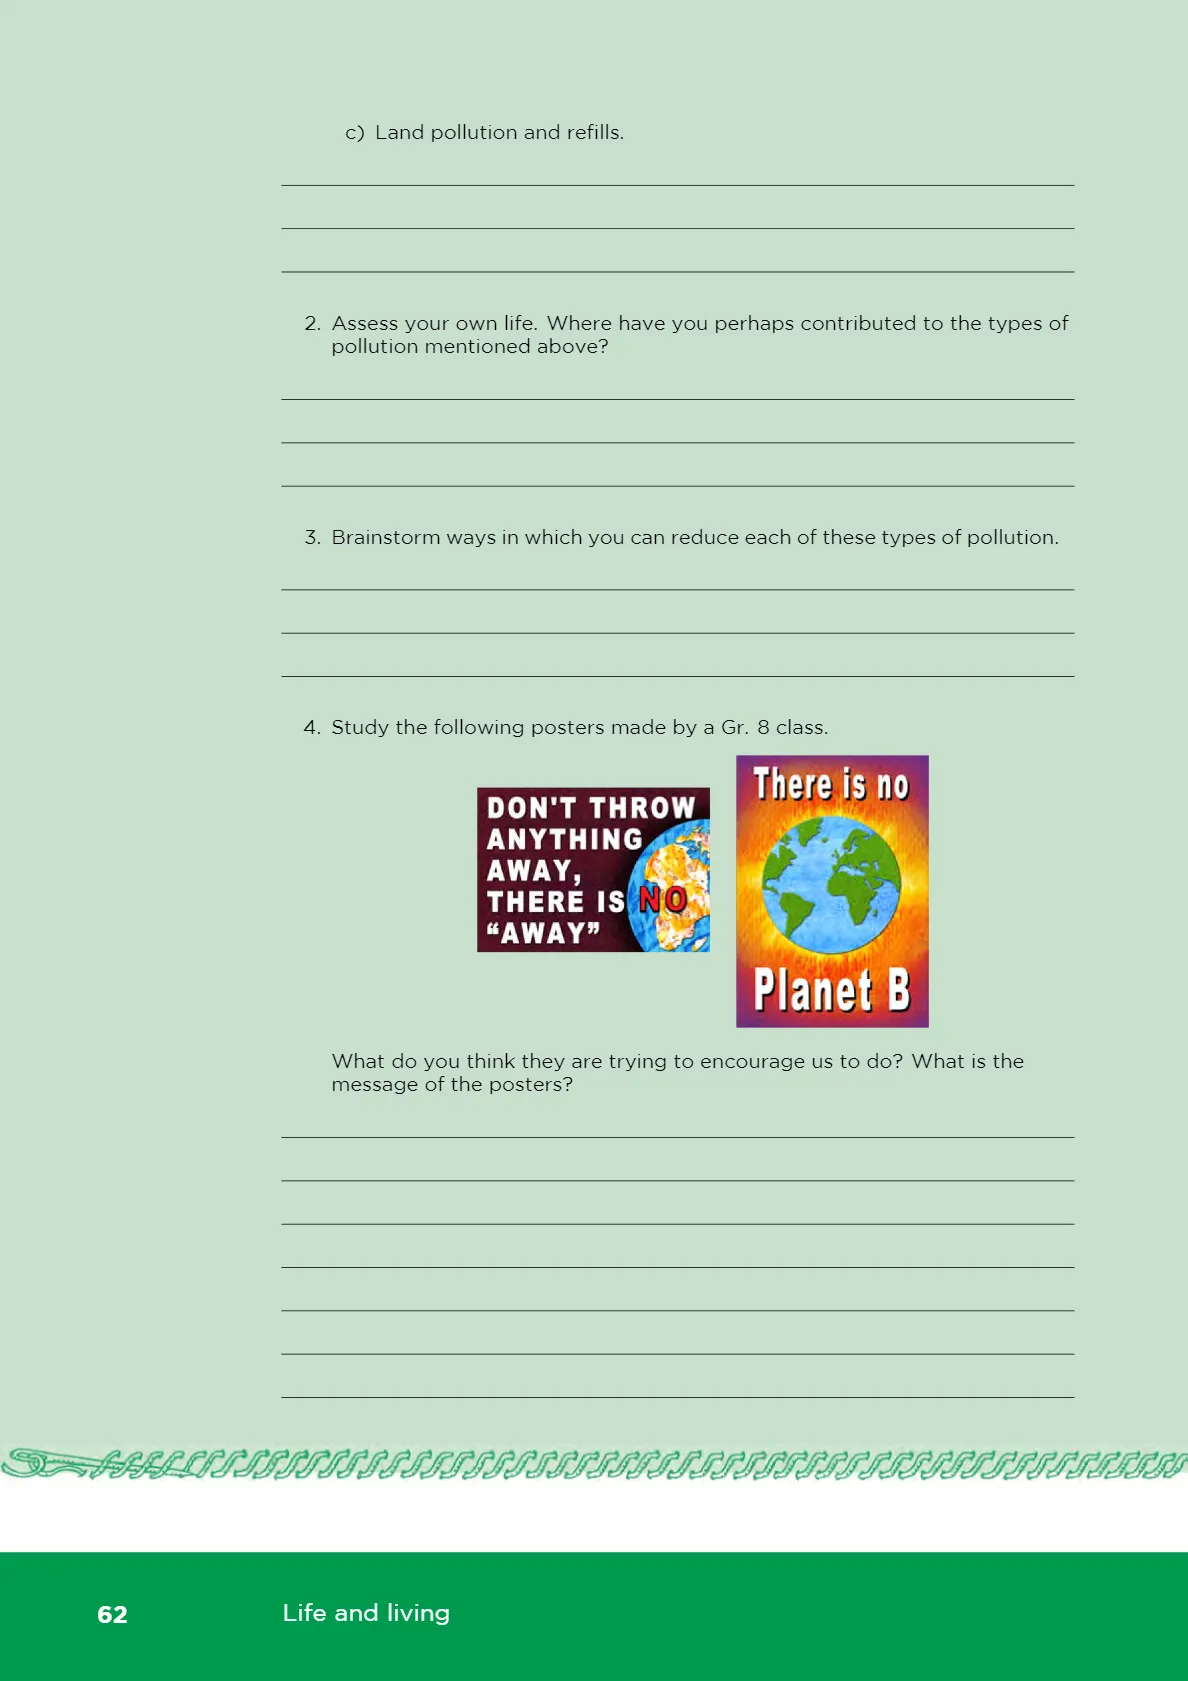 c) Land pollution and refills.
2. Assess your own life. Where have you perhaps contributed to the types of
pollution mentioned above?
3. Brainstorm ways in which you can reduce each of these types of pollution.
4. Study the following posters made by a Gr. 8 class.
DON'T THROW
ANYTHING
AWAY,
THERE IS NO
“AWAY”
There is no
Planet B
What do you think they are trying to encourage us to do? What is the
message of the posters?
62
Life and living